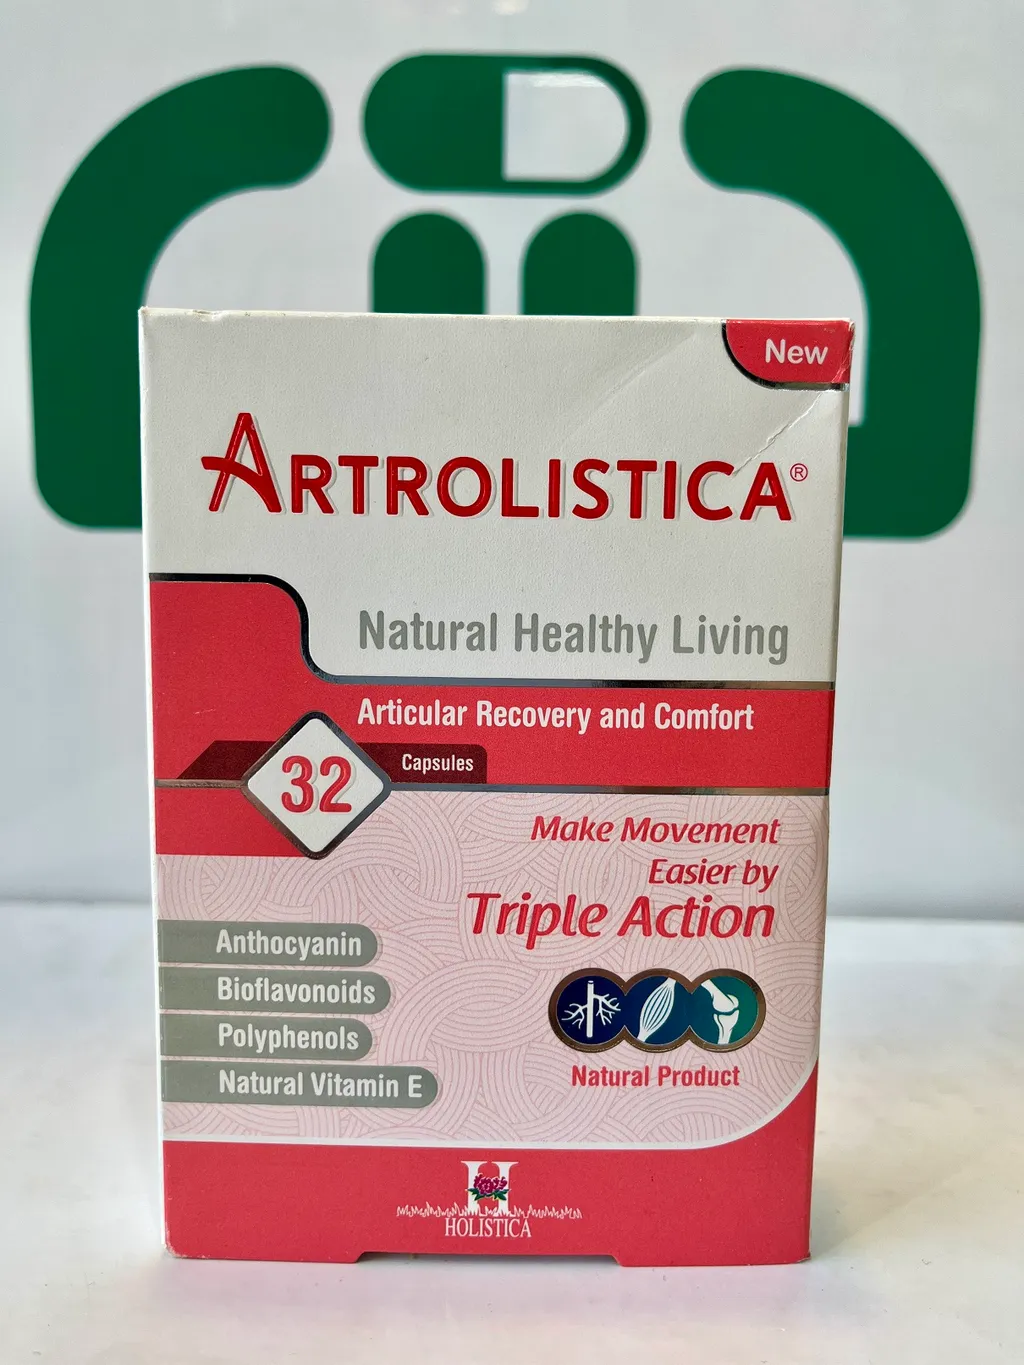 New
ARTROLISTICA®
Natural Healthy Living
Articular Recovery and Comfort
32 Capsules
Make Movement
Easier by
Triple Action
Anthocyanin
Bioflavonoids
Polyphenols
Natural Vitamin E
Natural Product
H
HOLISTICA